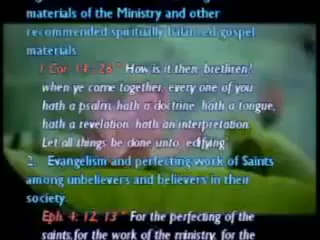 materials of the Ministry and other
recommended spiritually balanced gospel
materials.
1 Cor. 14: 26 " How is it then, brethren?
when ye come together, every one of you
hath a psalm, hath a doctrine, hath a tongue,
hath a revelation, hath an interpretation.
Let all things be done unto edifying"
2. Evangelism and perfecting work of Saints
among unbelievers and believers in their
society.
Eph. 4: 12, 13 " For the perfecting of the
saints, for the work of the ministry, for the